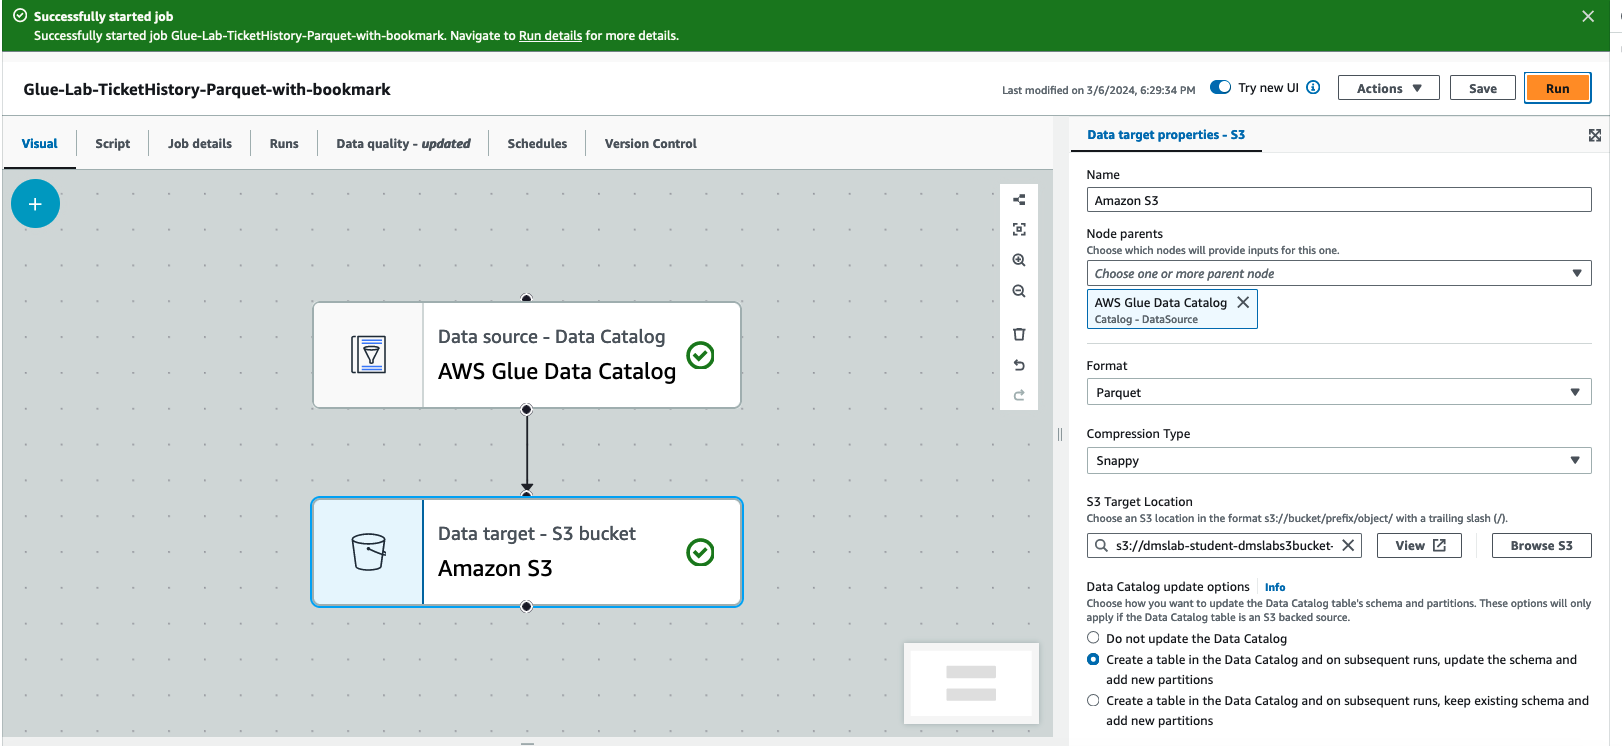 Successfully started job
Successfully started job Glue-Lab-TicketHistory-Parquet-with-bookmark. Navigate to Run details for more details.
Glue-Lab-TicketHistory-Parquet-with-bookmark
Last modified on 3/6/2024, 6:29:34 PM
Try new UI
Actions
Save
Run
Visual
Script
Job details
Runs
Data quality - updated
Schedules
Version Control
Data source - Data Catalog
AWS Glue Data Catalog
Data target - S3 bucket
Amazon S3
Data target properties - S3
Name
Amazon S3
Node parents
Choose which nodes will provide inputs for this one.
Choose one or more parent node
AWS Glue Data Catalog
Catalog - DataSource
Format
Parquet
Compression Type
Snappy
S3 Target Location
Choose an S3 location in the format s3://bucket/prefix/object/ with a trailing slash (/).
s3://dmslab-student-dmslabs3bucket-
View
Browse S3
Data Catalog update options
Info
Choose how you want to update the Data Catalog table's schema and partitions. These options will only
apply if the Data Catalog table is an S3 backed source.
Do not update the Data Catalog
Create a table in the Data Catalog and on subsequent runs, update the schema and
add new partitions
Create a table in the Data Catalog and on subsequent runs, keep existing schema and
add new partitions